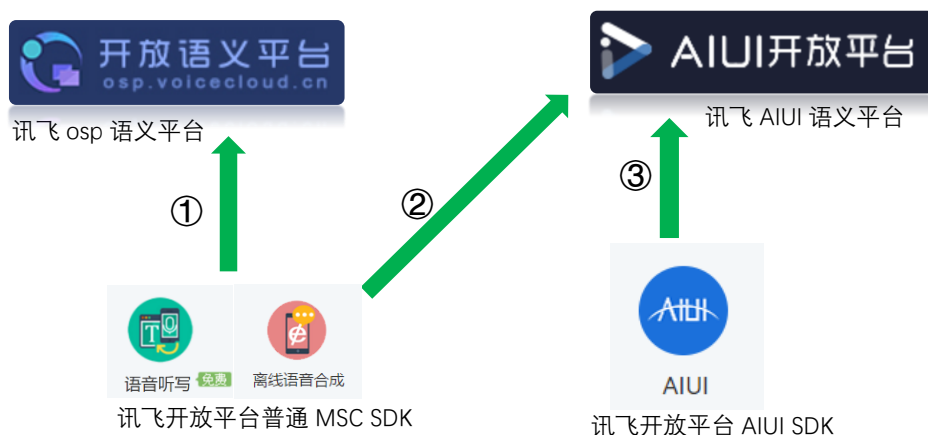 开放语义平台
osp.voicecloud.cn
AIUI开放平台
讯飞 osp 语义平台
讯飞 AIUI 语义平台
①
②
③
T
AIUI
语音听写 免费
离线语音合成
AIUI
讯飞开放平台普通 MSC SDK
讯飞开放平台 AIUI SDK